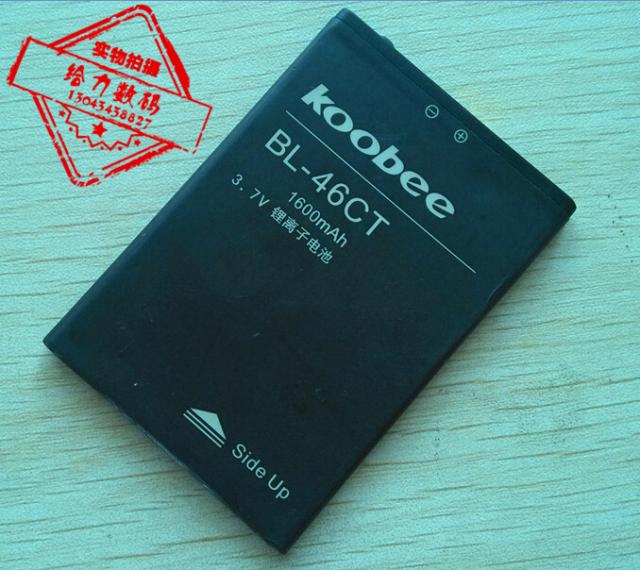 实物拍摄
给力数码
13043438827
koobee
BL-46CT
1600mAh
3.7V 锂离子电池
Side Up